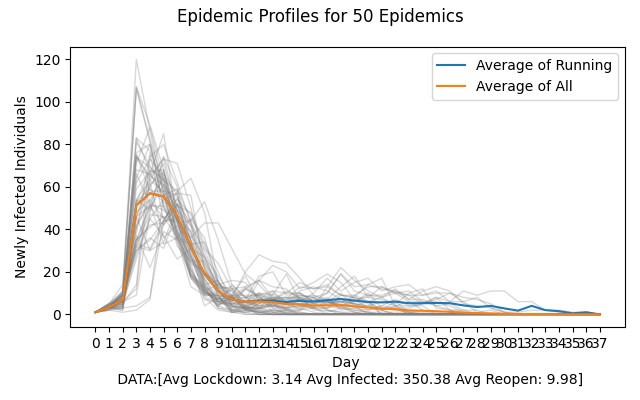 Epidemic Profiles for 50 Epidemics
Average of Running
Average of All
Newly Infected Individuals
120
100
80
60
40
20
0
0 1 2 3 4 5 6 7 8 9 10 11 12 13 14 15 16 17 18 19 20 21 22 23 24 25 26 27 28 29 30 31 32 33 34 35 36 37
Day
DATA:[Avg Lockdown: 3.14 Avg Infected: 350.38 Avg Reopen: 9.98]